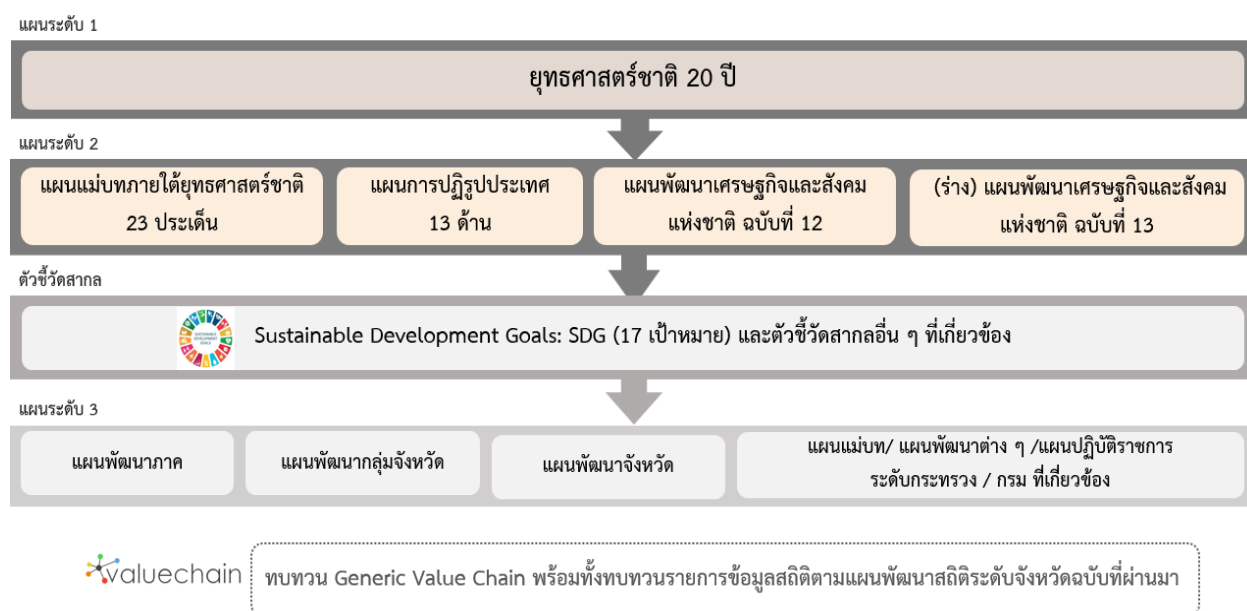 แผนระดับ 1
ยุทธศาสตร์ชาติ 20 ปี
แผนระดับ 2
แผนแม่บทภายใต้ยุทธศาสตร์ชาติ
23 ประเด็น
แผนการปฏิรูปประเทศ
13 ด้าน
แผนพัฒนาเศรษฐกิจและสังคม
แห่งชาติ ฉบับที่ 12
(ร่าง) แผนพัฒนาเศรษฐกิจและสังคม
แห่งชาติ ฉบับที่ 13
ตัวชี้วัดสากล
SUSTAINABLE
DEVELOPMENT
GOALS
Sustainable Development Goals: SDG (17 เป้าหมาย) และตัวชี้วัดสากลอื่น ๆ ที่เกี่ยวข้อง
แผนระดับ 3
แผนพัฒนาภาค
แผนพัฒนากลุ่มจังหวัด
แผนพัฒนาจังหวัด
แผนแม่บท/ แผนพัฒนาต่าง ๆ /แผนปฏิบัติราชการ
ระดับกระทรวง / กรม ที่เกี่ยวข้อง
valuechain
ทบทวน Generic Value Chain พร้อมทั้งทบทวนรายการข้อมูลสถิติตามแผนพัฒนาสถิติระดับจังหวัดฉบับที่ผ่านมา